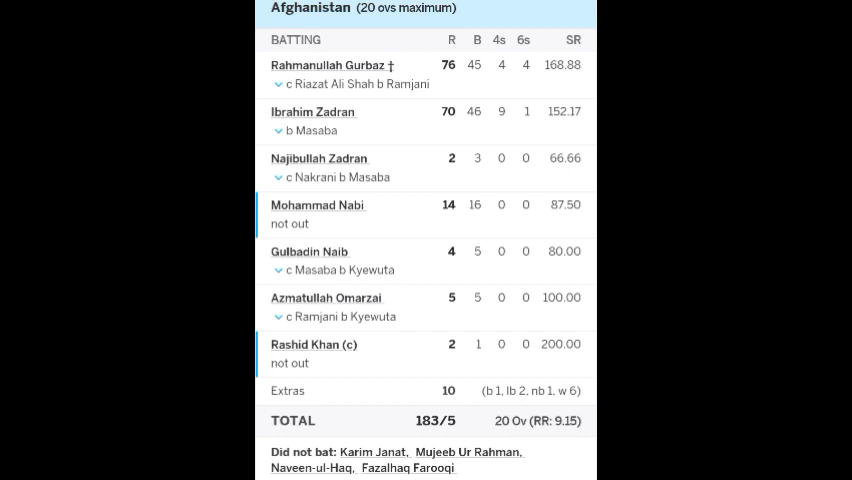 Afghanistan (20 ovs maximum)
BATTING R B 4s 6s SR
Rahmanullah Gurbaz † 76 45 4 4 168.88
c Riazat Ali Shah b Ramjani
Ibrahim Zadran 70 46 9 1 152.17
b Masaba
Najibullah Zadran 2 3 0 0 66.66
c Nakrani b Masaba
Mohammad Nabi 14 16 0 0 87.50
not out
Gulbadin Naib 4 5 0 0 80.00
c Masaba b Kyewuta
Azmatullah Omarzai 5 5 0 0 100.00
c Ramjani b Kyewuta
Rashid Khan (c) 2 1 0 0 200.00
not out
Extras 10 (b 1, lb 2, nb 1, w 6)
TOTAL 183/5 20 Ov (RR: 9.15)
Did not bat: Karim Janat, Mujeeb Ur Rahman,
Naveen-ul-Haq, Fazalhaq Farooqi